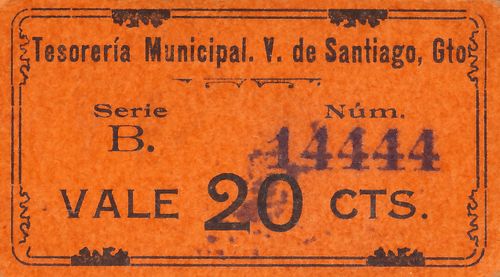 Tesorería Municipal. V. de Santiago, Gto
Serie Núm.
B. 14444
VALE 20 CTS.